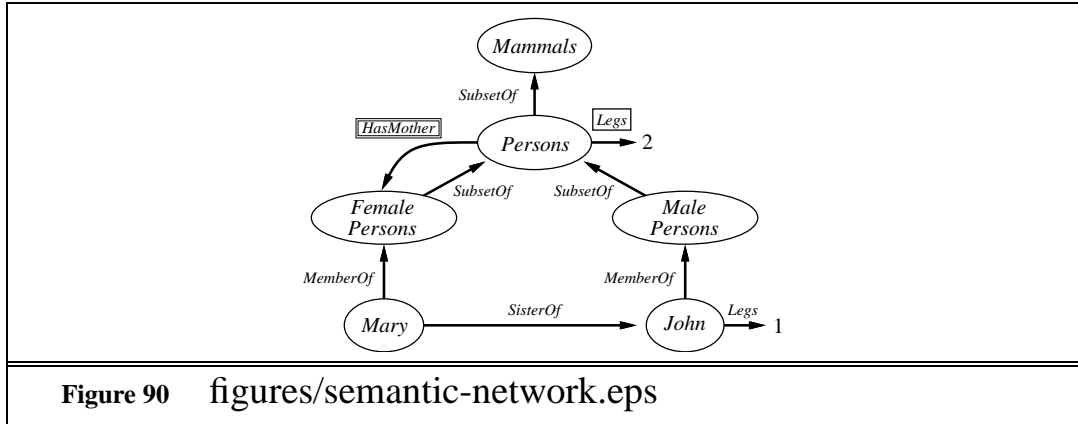 Mammals
SubsetOf
HasMother
Legs
Persons
2
SubsetOf
SubsetOf
Female
Persons
Male
Persons
MemberOf
MemberOf
SisterOf
Legs
Mary
John
1
Figure 90 figures/semantic-network.eps